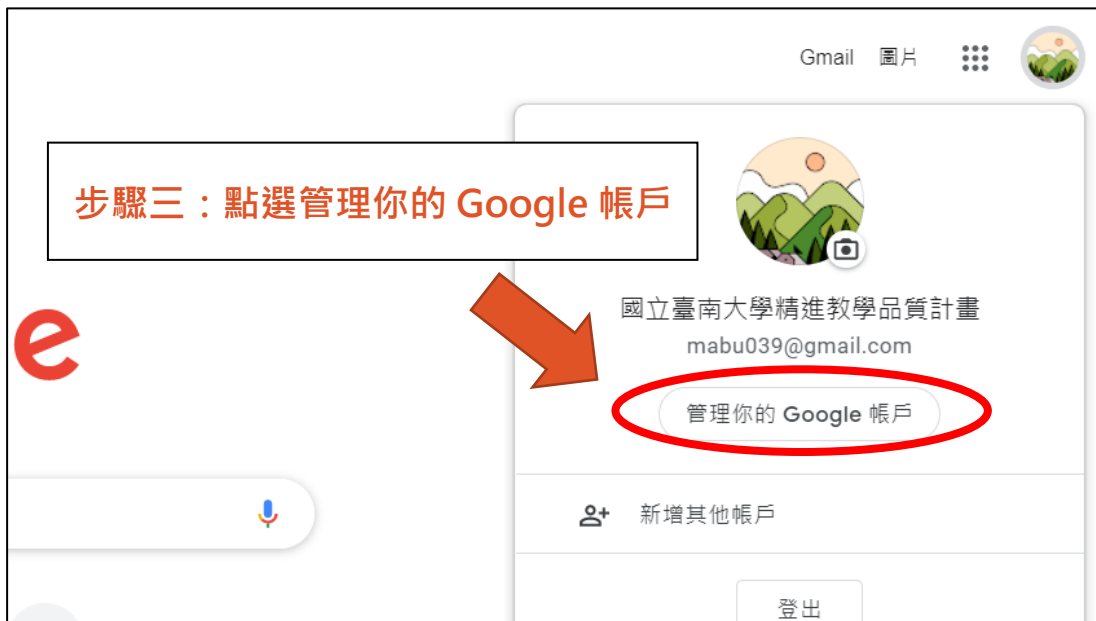 Gmail 圖片
步驟三：點選管理你的 Google 帳戶
國立臺南大學精進教學品質計畫
mabu039@gmail.com
e
管理你的 Google 帳戶
新增其他帳戶
登出